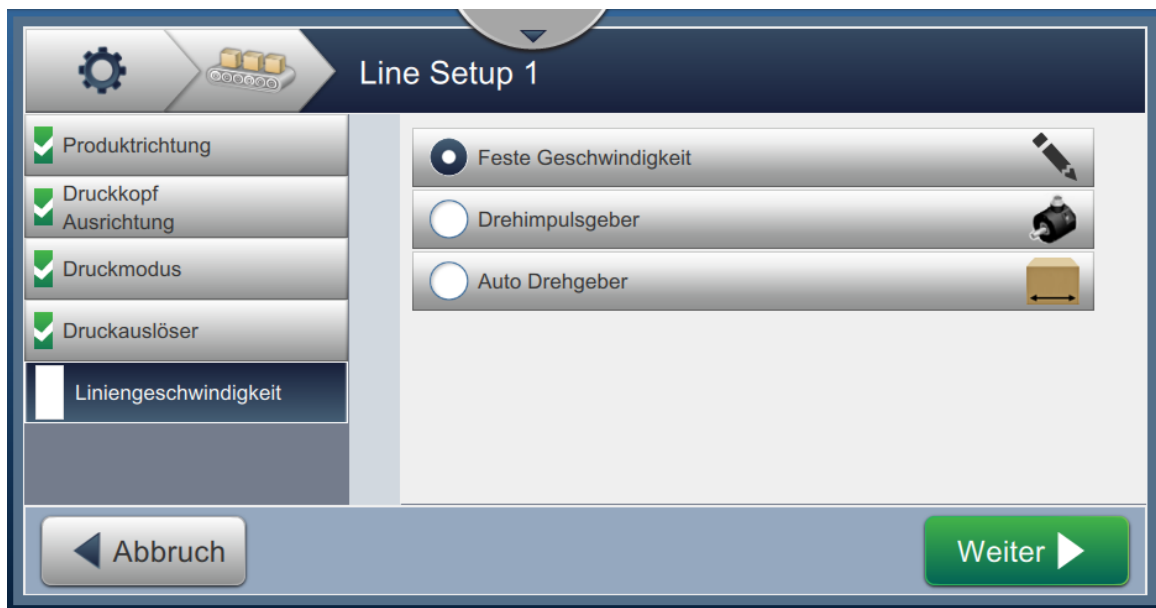 Line Setup 1
Produktrichtung
Druckkopf
Ausrichtung
Druckmodus
Druckauslöser
Liniengeschwindigkeit
Feste Geschwindigkeit
Drehimpulsgeber
Auto Drehgeber
Abbruch
Weiter